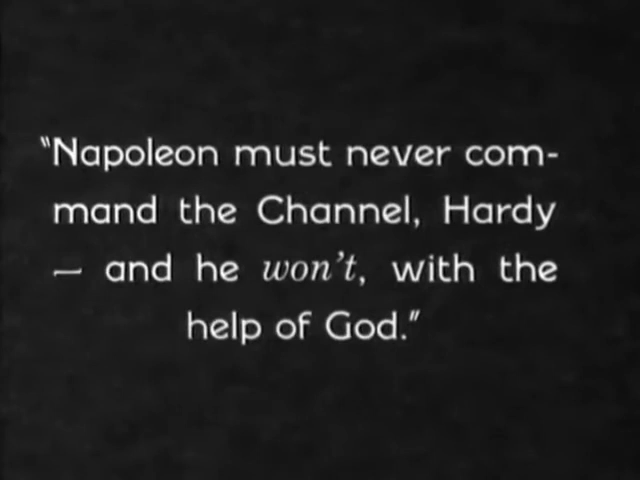 "Napoleon must never com-
mand the Channel, Hardy
— and he won't, with the
help of God."